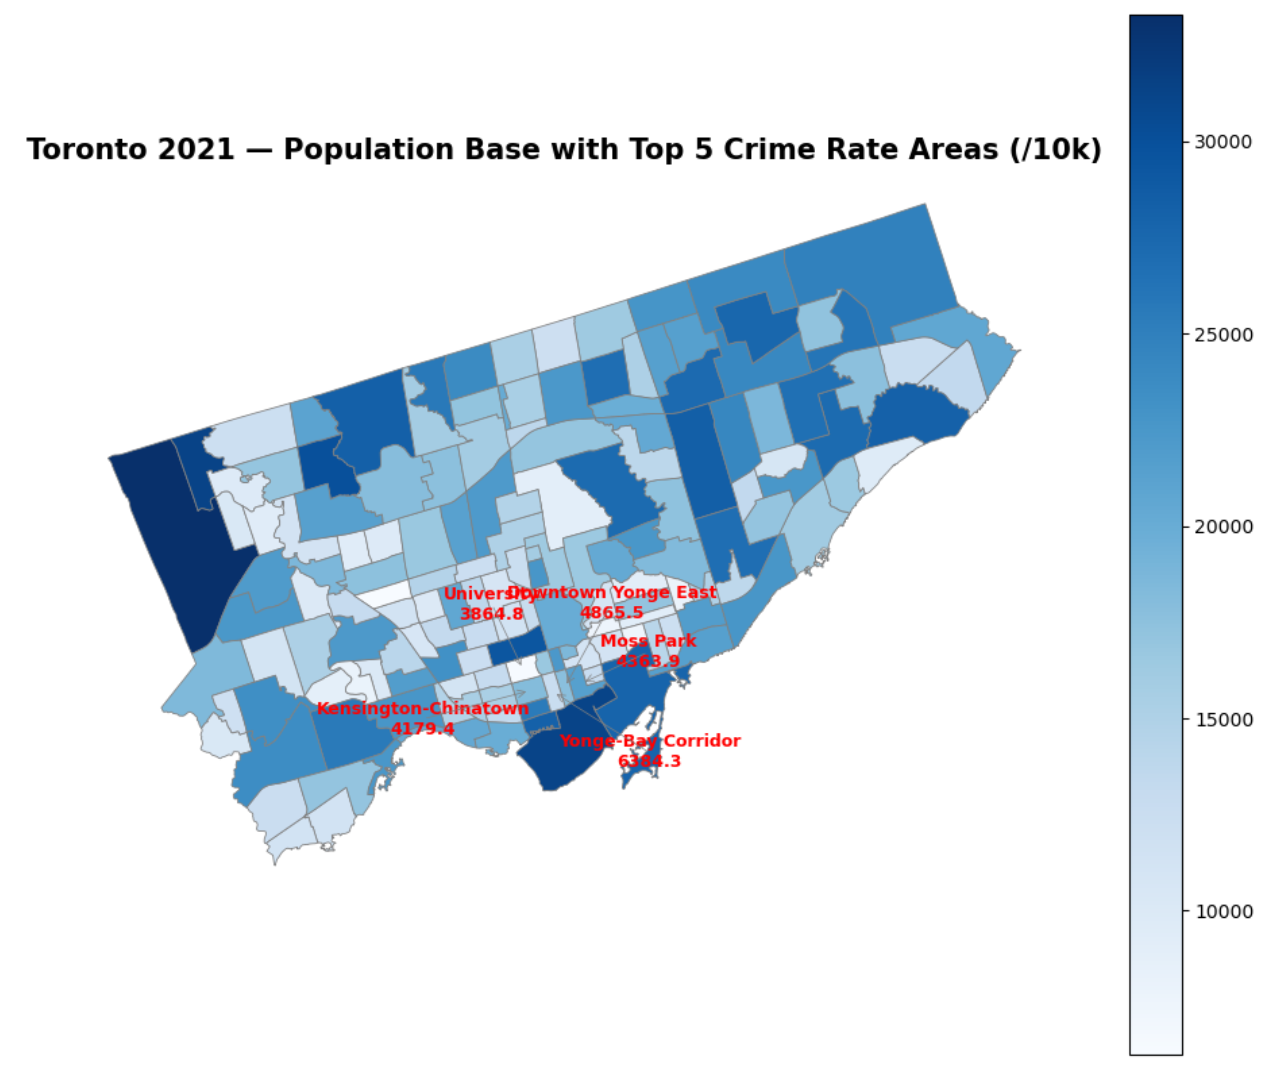 Toronto 2021 — Population Base with Top 5 Crime Rate Areas (/10k)
30000
25000
20000
15000
10000
University
3864.8
Downtown Yonge East
4865.5
Moss Park
4363.9
Kensington-Chinatown
4179.4
Yonge-Bay Corridor
6384.3